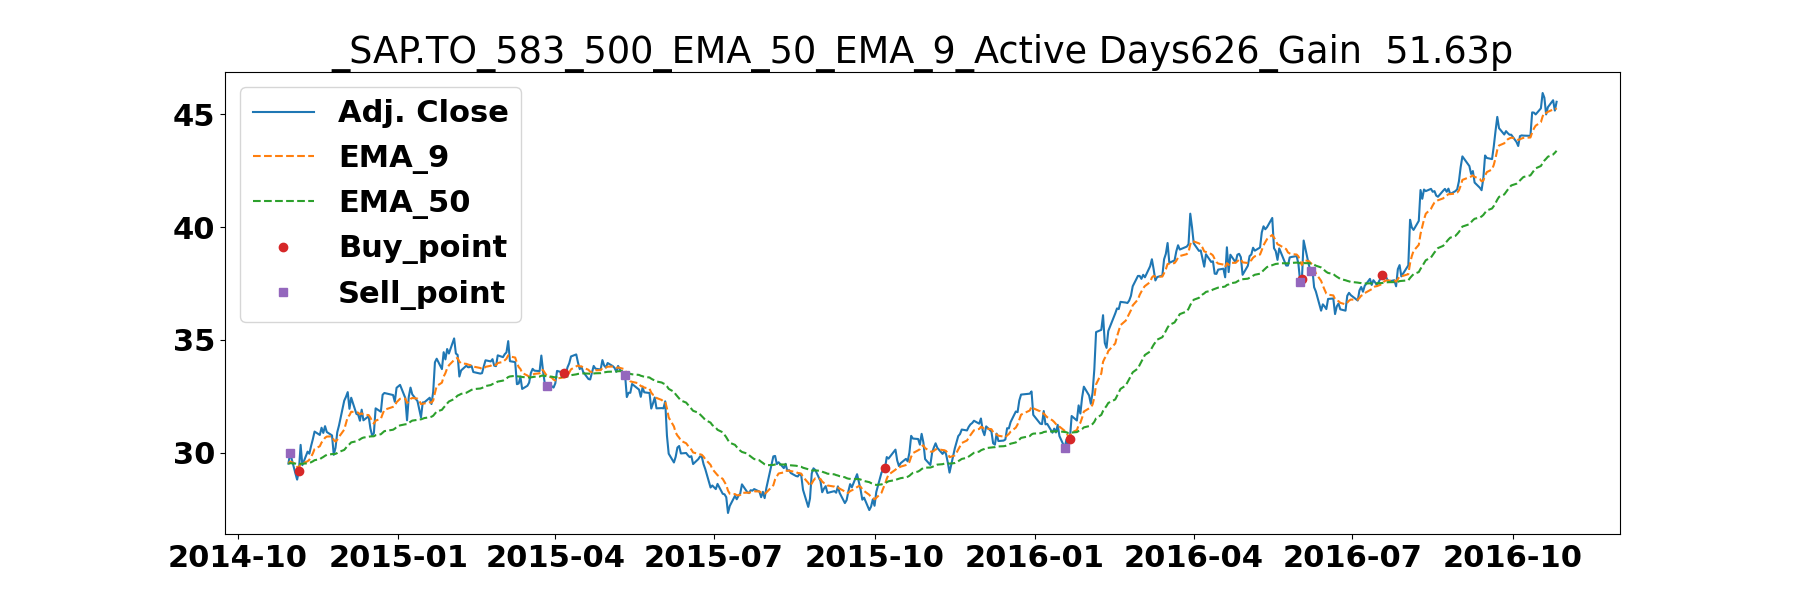 _SAP.TO_583_500_EMA_50_EMA_9_Active Days626_Gain  51.63p
Adj. Close
EMA_9
EMA_50
Buy_point
Sell_point
45
40
35
30
2014-10 2015-01 2015-04 2015-07 2015-10 2016-01 2016-04 2016-07 2016-10